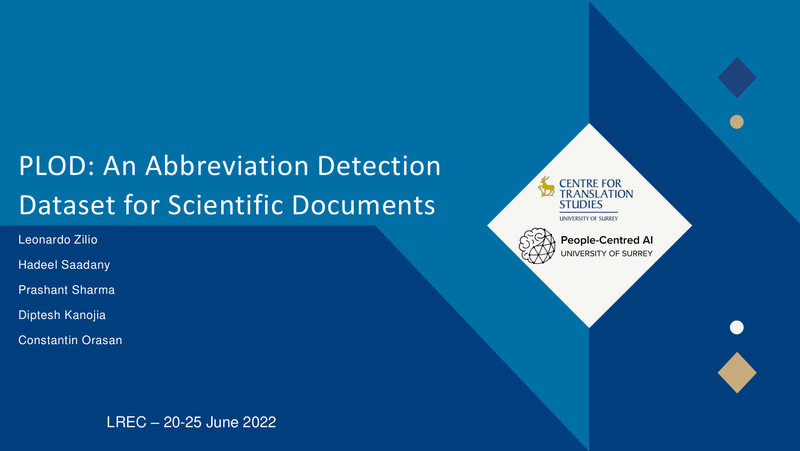 PLOD: An Abbreviation Detection
Dataset for Scientific Documents
Leonardo Zilio
Hadeel Saadany
Prashant Sharma
Diptesh Kanojia
Constantin Orasan
LREC – 20-25 June 2022
CENTRE FOR
TRANSLATION
STUDIES
UNIVERSITY OF SURREY
People-Centred AI
UNIVERSITY OF SURREY